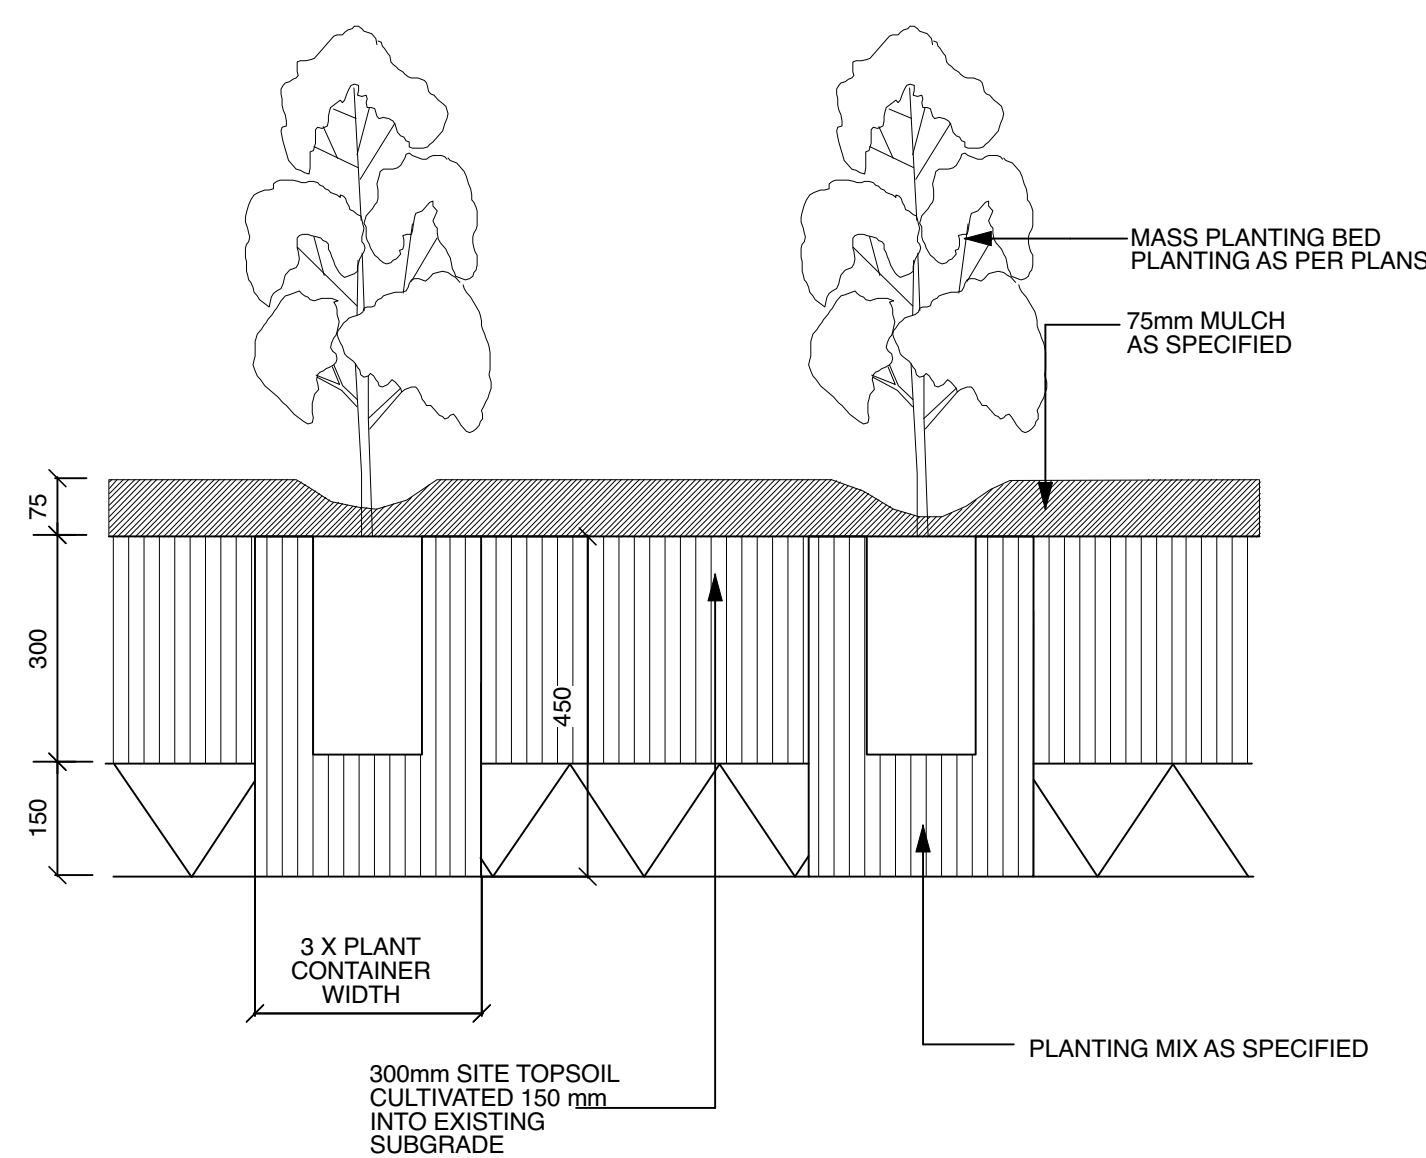 MASS PLANTING BED
PLANTING AS PER PLANS
75mm MULCH
AS SPECIFIED
75
300
450
150
3 X PLANT
CONTAINER
WIDTH
PLANTING MIX AS SPECIFIED
300mm SITE TOPSOIL
CULTIVATED 150 mm
INTO EXISTING
SUBGRADE